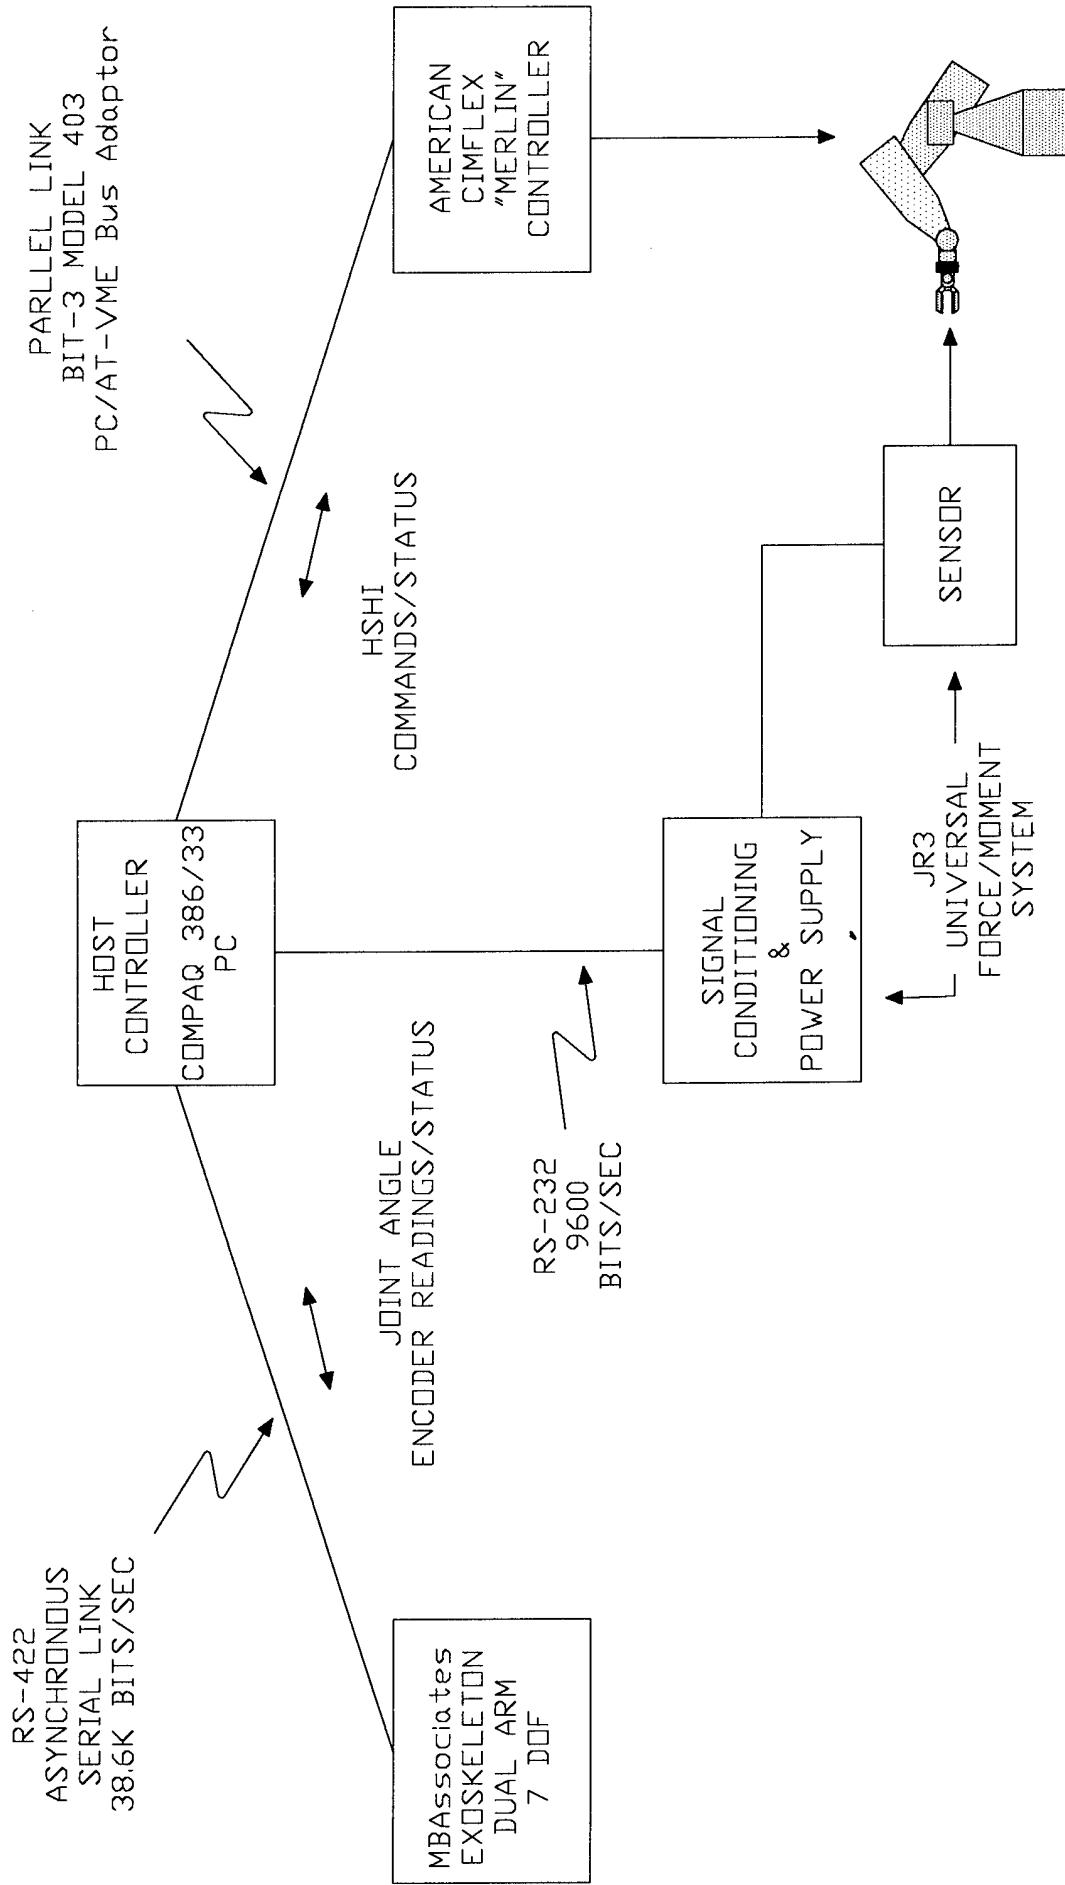 RS-422
ASYNCHRONOUS
SERIAL LINK
38.6K BITS/SEC
PARLLEL LINK
BIT-3 MODEL 403
PC/AT-VME Bus Adaptor
HOST
CONTROLLER
COMPAQ 386/33
PC
JOINT ANGLE
ENCODER READINGS/STATUS
HSHI
COMMANDS/STATUS
MBAssociates
EXOSKELETON
DUAL ARM
7 DOF
AMERICAN
CIMFLEX
"MERLIN"
CONTROLLER
RS-232
9600
BITS/SEC
SIGNAL
CONDITIONING
&
POWER SUPPLY
SENSOR
JR3
UNIVERSAL
FORCE/MOMENT
SYSTEM